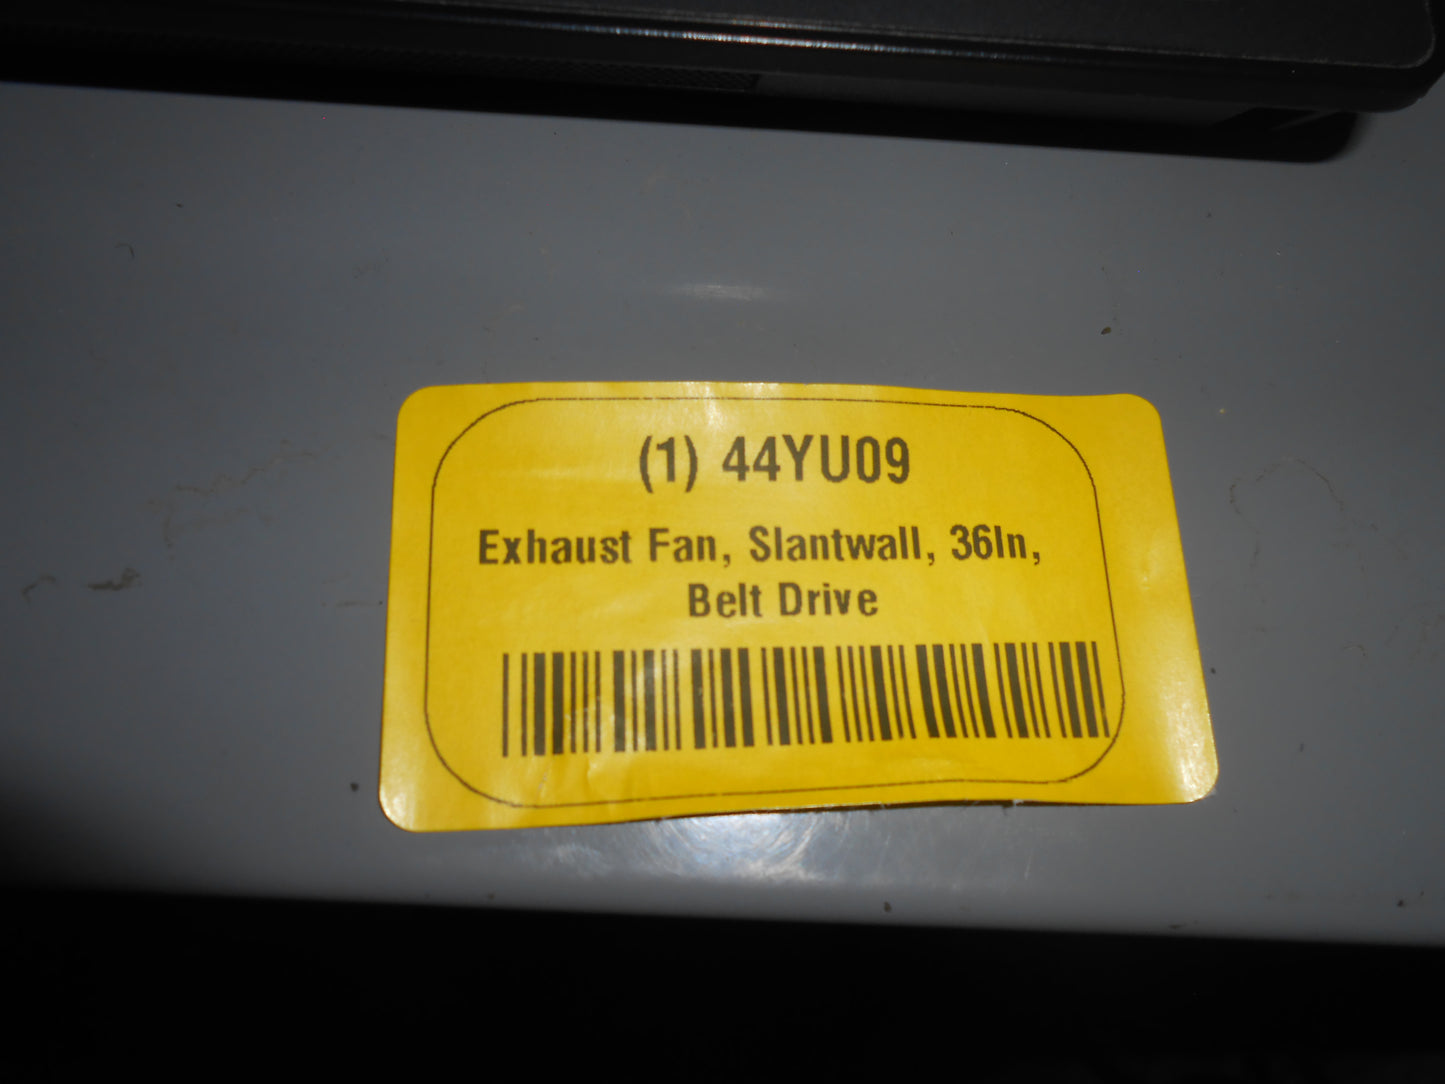 (1) 44YU09
Exhaust Fan, Slantwall, 36In,
Belt Drive